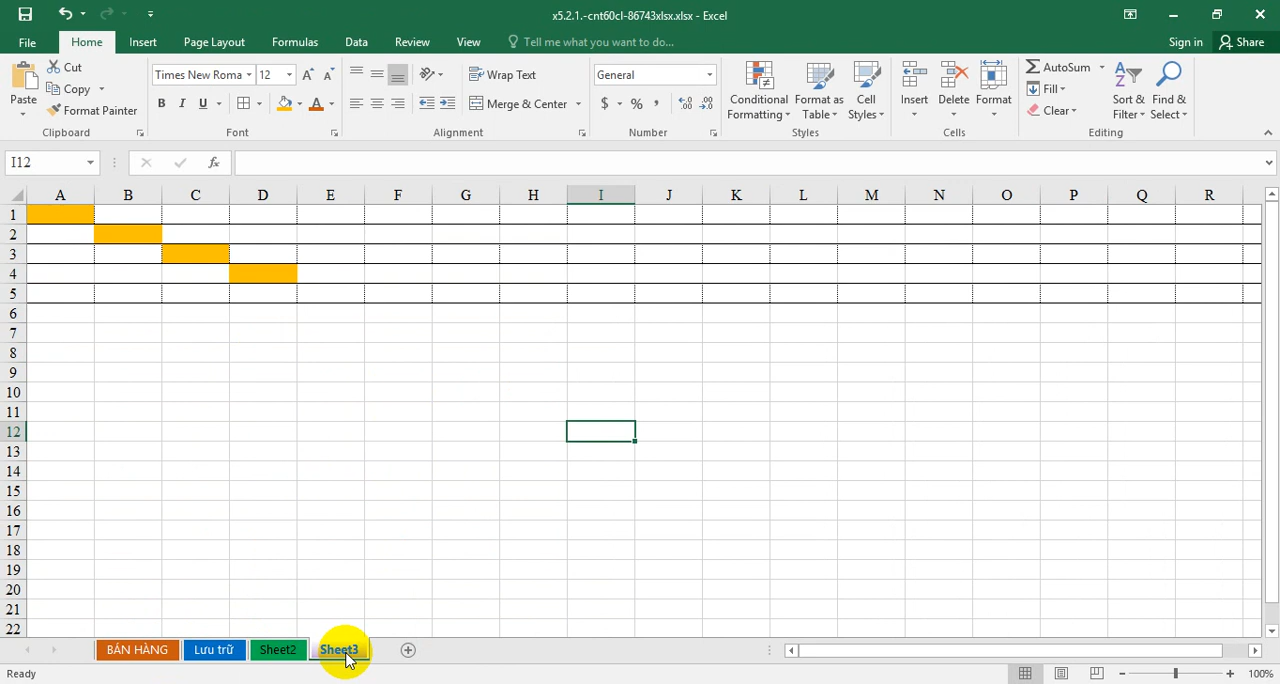 x5.2.1.-cnt60cl-86743xlsx.xlsx - Excel
File Home Insert Page Layout Formulas Data Review View Tell me what you want to do... Sign in Share
Paste
Cut
Copy
Format Painter
Clipboard
Times New Roma 12
B I U
Font
Wrap Text
Merge & Center
Alignment
General
$ % ,
Number
Conditional Formatting
Format as Table
Cell Styles
Styles
Insert
Delete
Format
Cells
AutoSum
Fill
Clear
Sort & Filter
Find & Select
Editing
I12 fx
A B C D E F G H I J K L M N O P Q R
1
2
3
4
5
6
7
8
9
10
11
12
13
14
15
16
17
18
19
20
21
22
BÁN HÀNG Lưu trữ Sheet2 Sheet3
Ready 100%